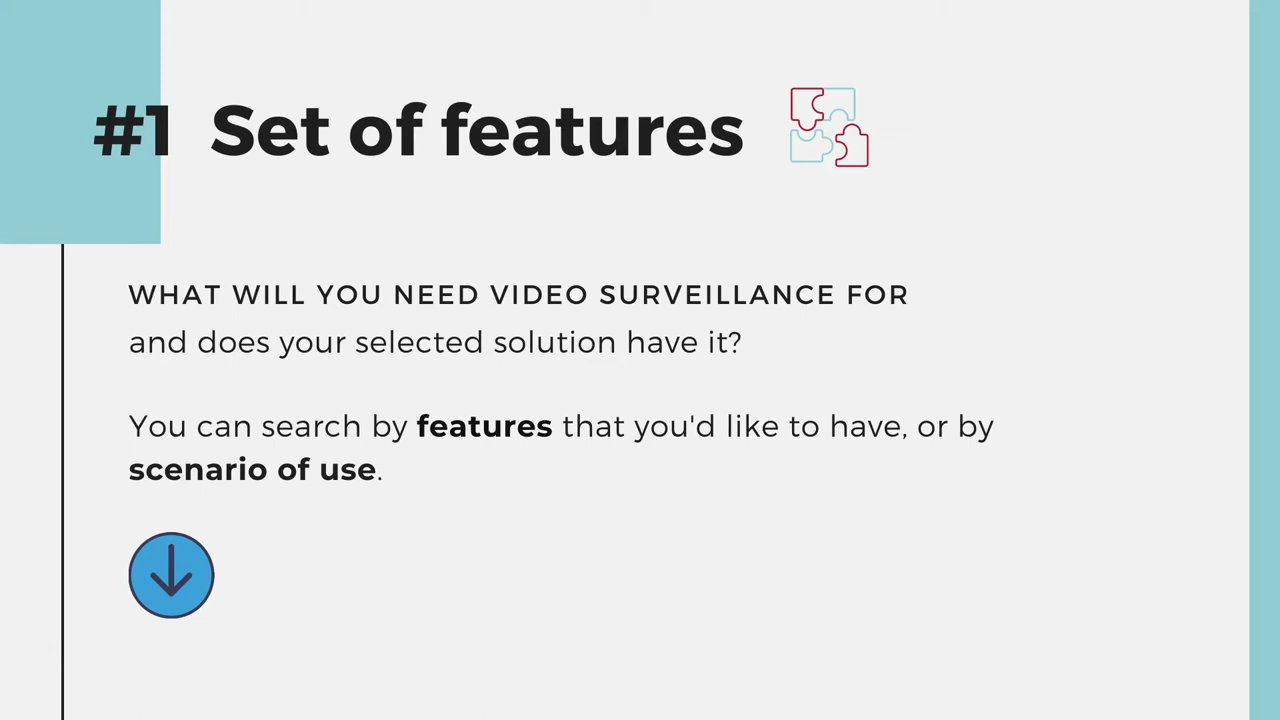 #1 Set of features
WHAT WILL YOU NEED VIDEO SURVEILLANCE FOR
and does your selected solution have it?
You can search by features that you'd like to have, or by
scenario of use.